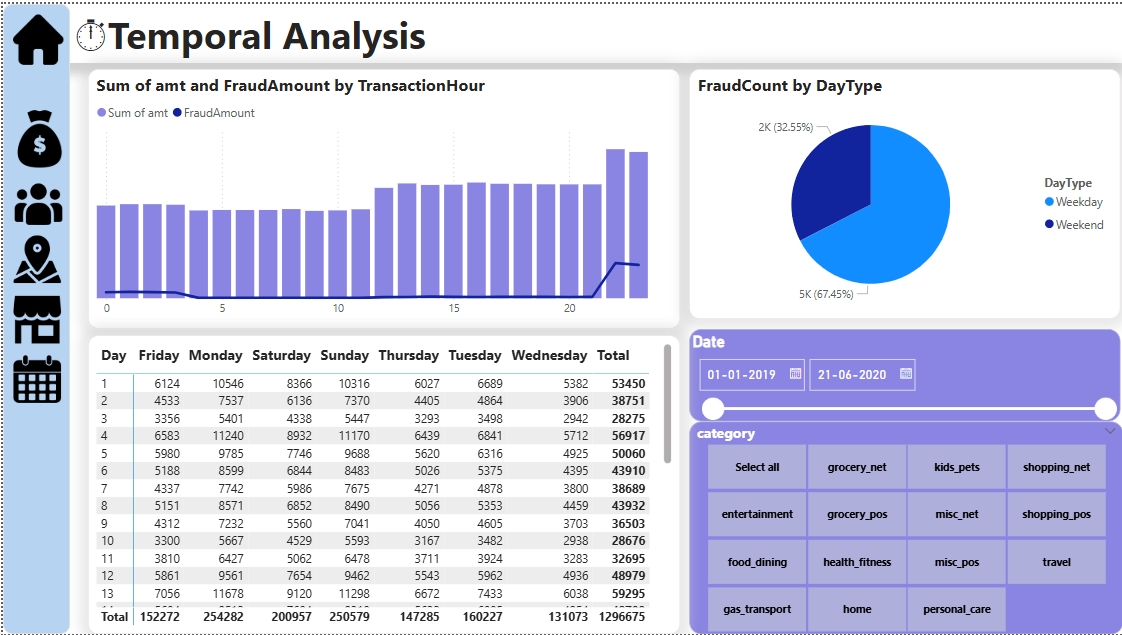 Temporal Analysis
Sum of amt and FraudAmount by TransactionHour
Sum of amt FraudAmount
0 5 10 15 20
FraudCount by DayType
2K (32.55%)
5K (67.45%)
DayType
Weekday
Weekend
Day Friday Monday Saturday Sunday Thursday Tuesday Wednesday Total
1 6124 10546 8366 10316 6027 6689 5382 53450
2 4533 7537 6136 7370 4405 4864 3906 38751
3 3356 5401 4338 5447 3293 3498 2942 28275
4 6583 11240 8932 11170 6439 6841 5712 56917
5 5980 9785 7746 9688 5620 6316 4925 50060
6 5188 8599 6844 8483 5026 5375 4395 43910
7 4337 7742 5986 7675 4271 4878 3800 38689
8 5151 8571 6852 8490 5056 5353 4459 43932
9 4312 7232 5560 7041 4050 4605 3703 36503
10 3300 5667 4529 5593 3167 3482 2938 28676
11 3810 6427 5062 6478 3711 3924 3283 32695
12 5861 9561 7654 9462 5543 5962 4936 48979
13 7056 11678 9120 11298 6672 7433 6038 59295
Total 152272 254282 200957 250579 147285 160227 131073 1296675
Date
01-01-2019 21-06-2020
category
Select all grocery_net kids_pets shopping_net
entertainment grocery_pos misc_net shopping_pos
food_dining health_fitness misc_pos travel
gas_transport home personal_care
$